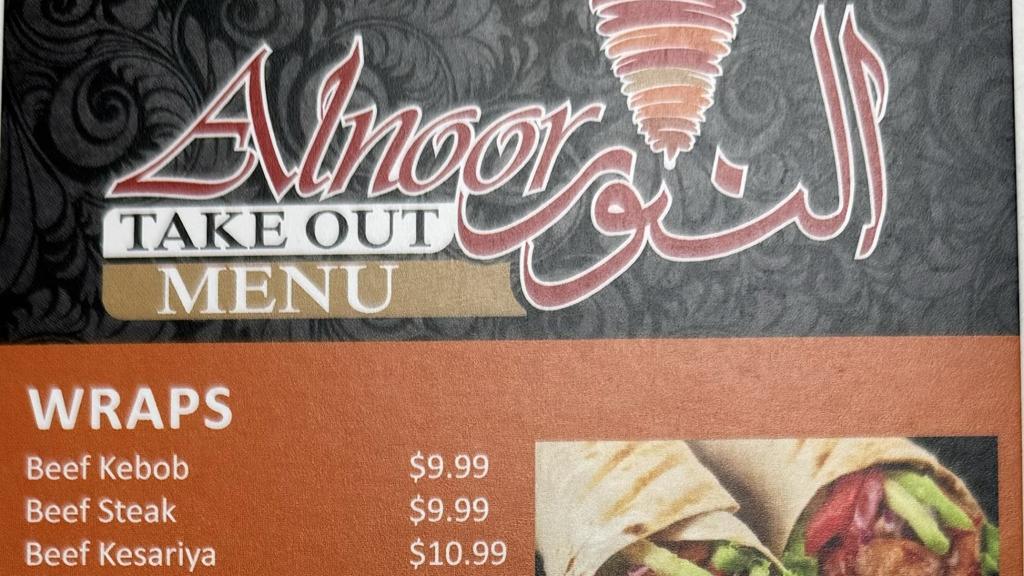 Alnoor النور
TAKE OUT
MENU
WRAPS
Beef Kebob $9.99
Beef Steak $9.99
Beef Kesariya $10.99